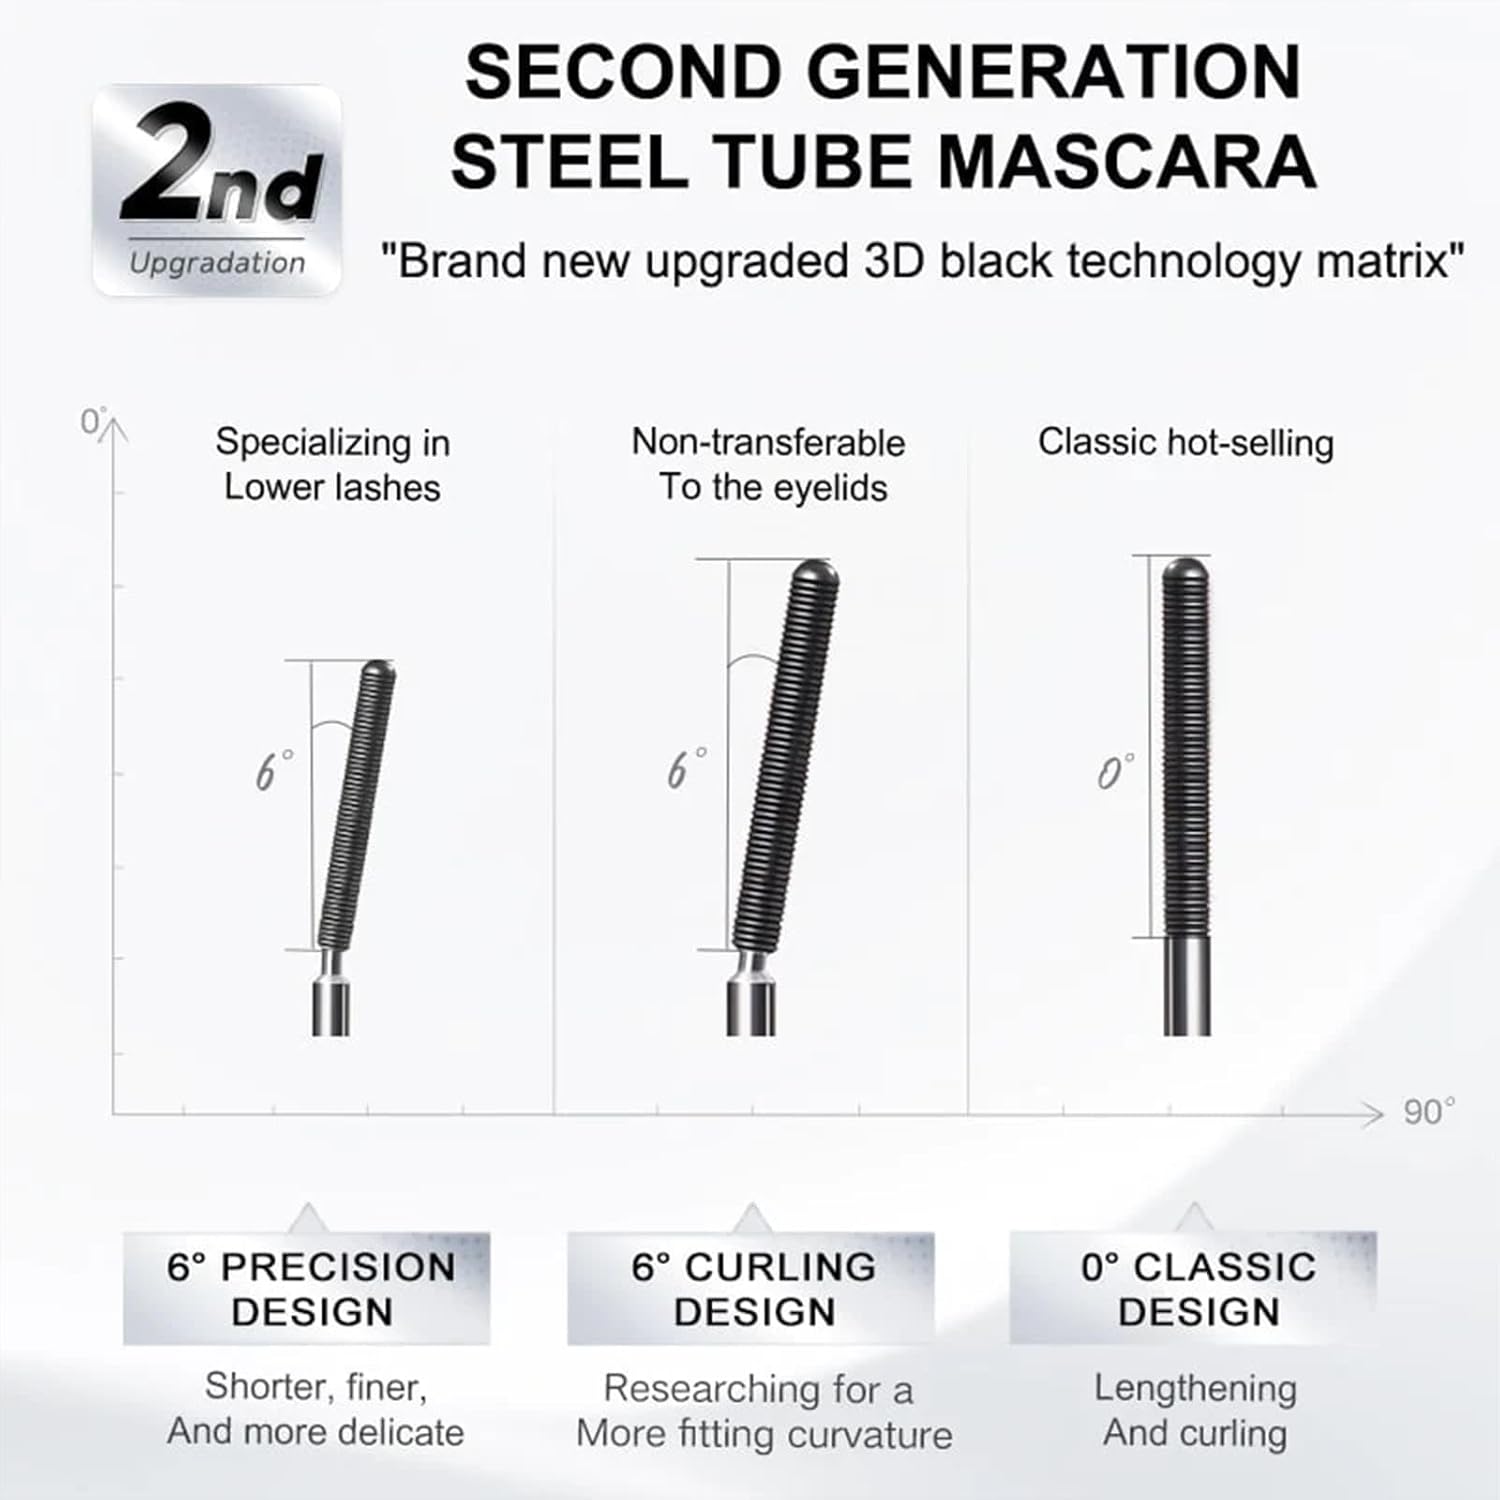 2nd
Upgradation
SECOND GENERATION
STEEL TUBE MASCARA
"Brand new upgraded 3D black technology matrix"
0°
Specializing in
Lower lashes
Non-transferable
To the eyelids
Classic hot-selling
6°
6°
0°
90°
6° PRECISION
DESIGN
6° CURLING
DESIGN
0° CLASSIC
DESIGN
Shorter, finer,
And more delicate
Researching for a
More fitting curvature
Lengthening
And curling